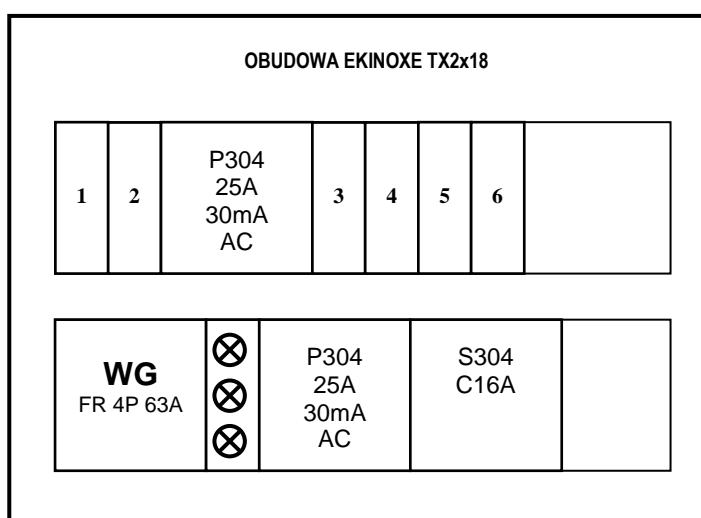 OBUDOWA EKINOXE TX2x18
1
2
P304
25A
30mA
AC
3
4
5
6
WG
FR 4P 63A
P304
25A
30mA
AC
S304
C16A